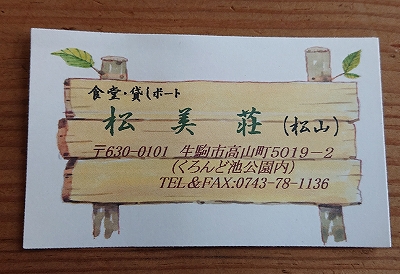 食堂・貸しボート
松美荘(松山)
〒630-0101 生駒市高山町5019-2
(くろんど池公園内)
TEL&FAX:0743-78-1136